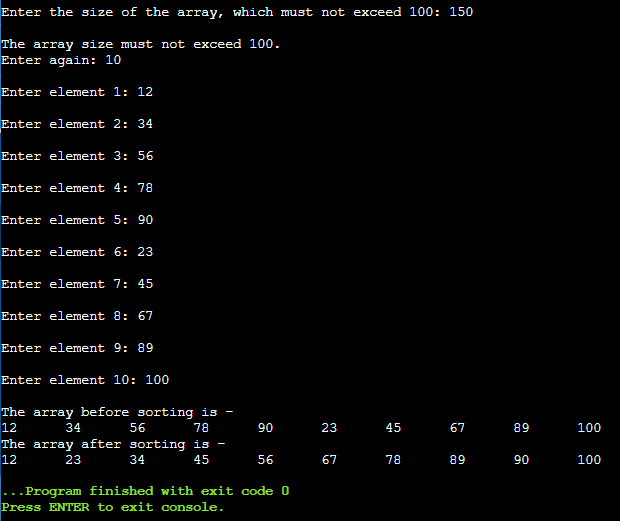 Enter the size of the array, which must not exceed 100: 150
The array size must not exceed 100.
Enter again: 10
Enter element 1: 12
Enter element 2: 34
Enter element 3: 56
Enter element 4: 78
Enter element 5: 90
Enter element 6: 23
Enter element 7: 45
Enter element 8: 67
Enter element 9: 89
Enter element 10: 100
The array before sorting is -
12 34 56 78 90 23 45 67 89 100
The array after sorting is -
12 23 34 45 56 67 78 89 90 100
...Program finished with exit code 0
Press ENTER to exit console.